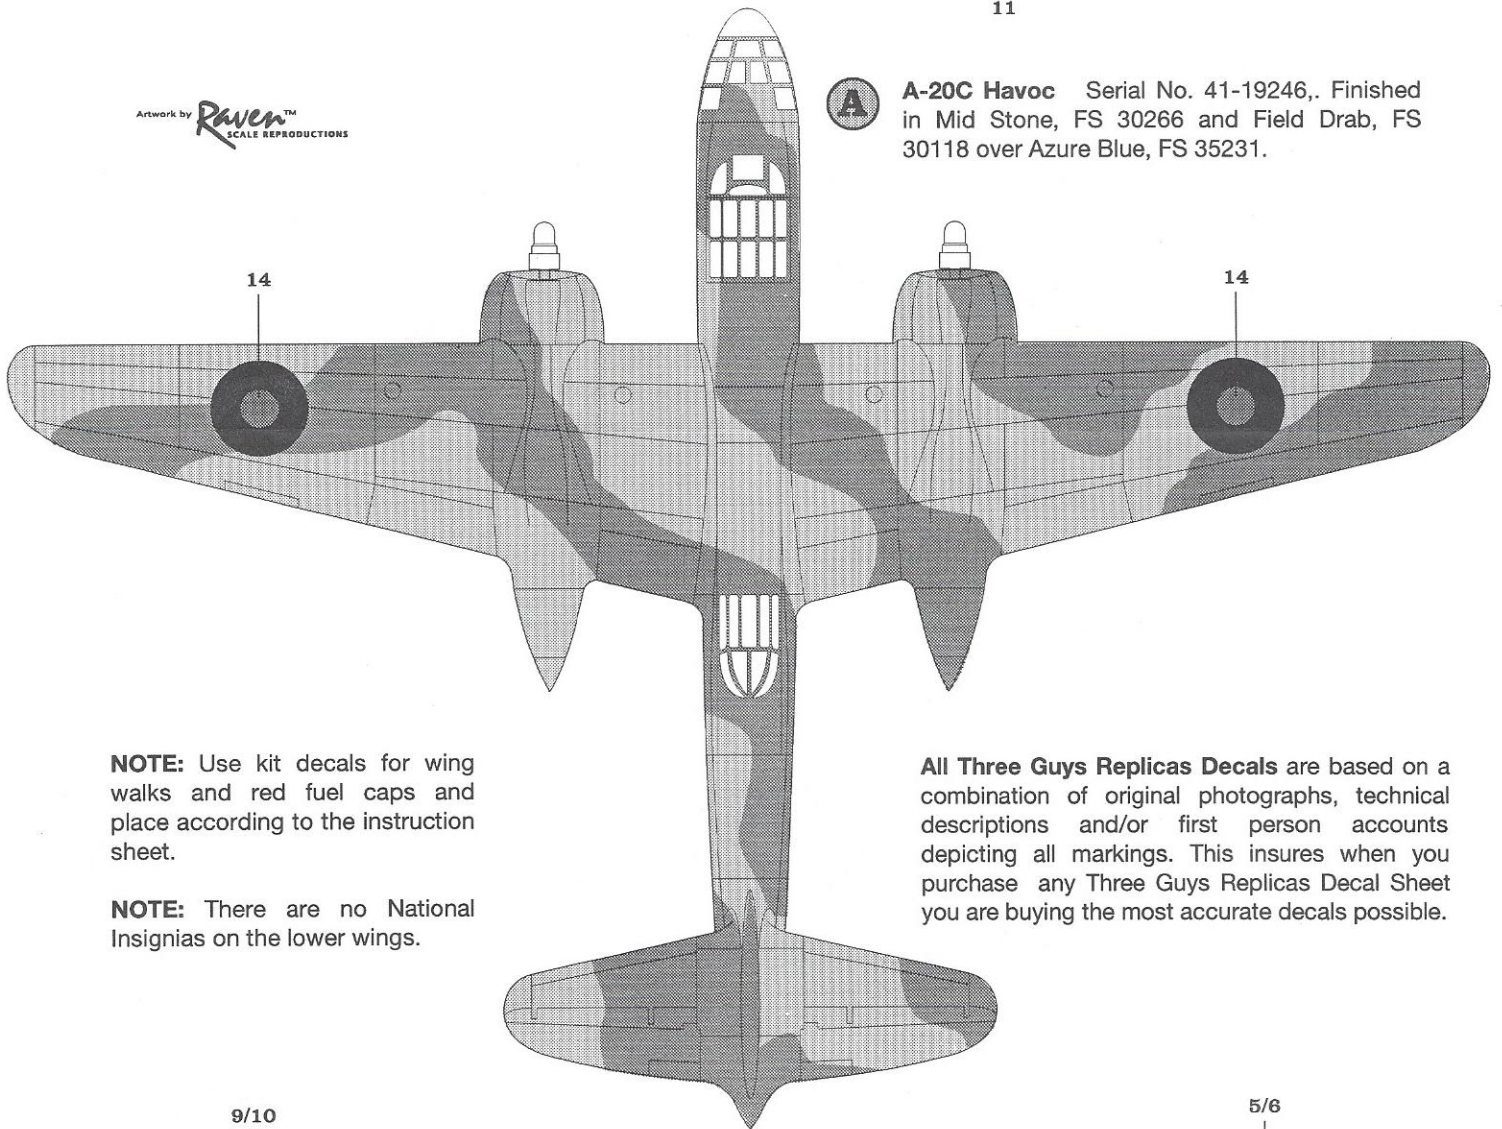 11
Artwork by Raven™
SCALE REPRODUCTIONS
A
A-20C Havoc Serial No. 41-19246,. Finished
in Mid Stone, FS 30266 and Field Drab, FS
30118 over Azure Blue, FS 35231.
14
14
NOTE: Use kit decals for wing
walks and red fuel caps and
place according to the instruction
sheet.
NOTE: There are no National
Insignias on the lower wings.
All Three Guys Replicas Decals are based on a
combination of original photographs, technical
descriptions and/or first person accounts
depicting all markings. This insures when you
purchase any Three Guys Replicas Decal Sheet
you are buying the most accurate decals possible.
9/10
5/6